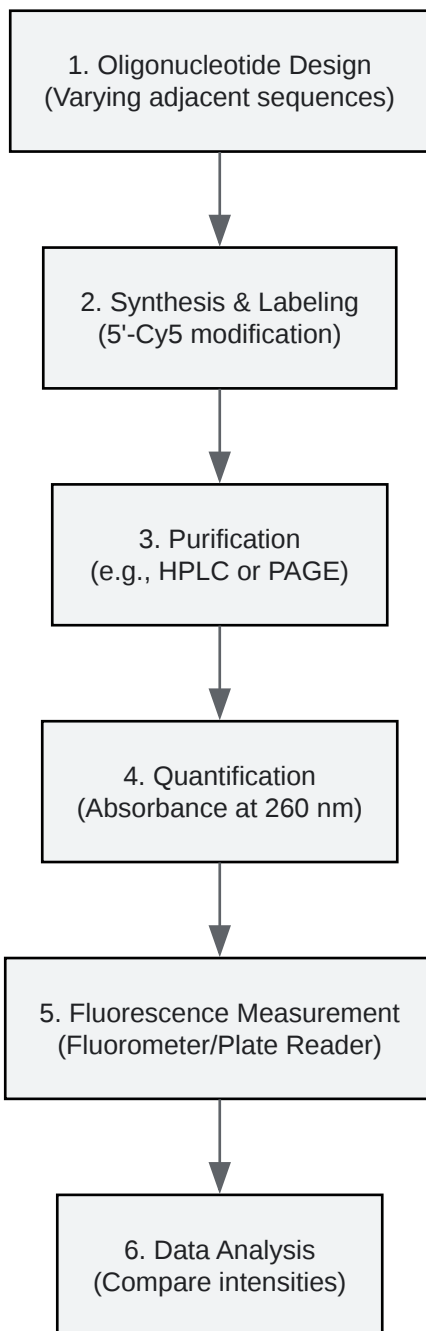 1. Oligonucleotide Design
(Varying adjacent sequences)
2. Synthesis & Labeling
(5'-Cy5 modification)
3. Purification
(e.g., HPLC or PAGE)
4. Quantification
(Absorbance at 260 nm)
5. Fluorescence Measurement
(Fluorometer/Plate Reader)
6. Data Analysis
(Compare intensities)